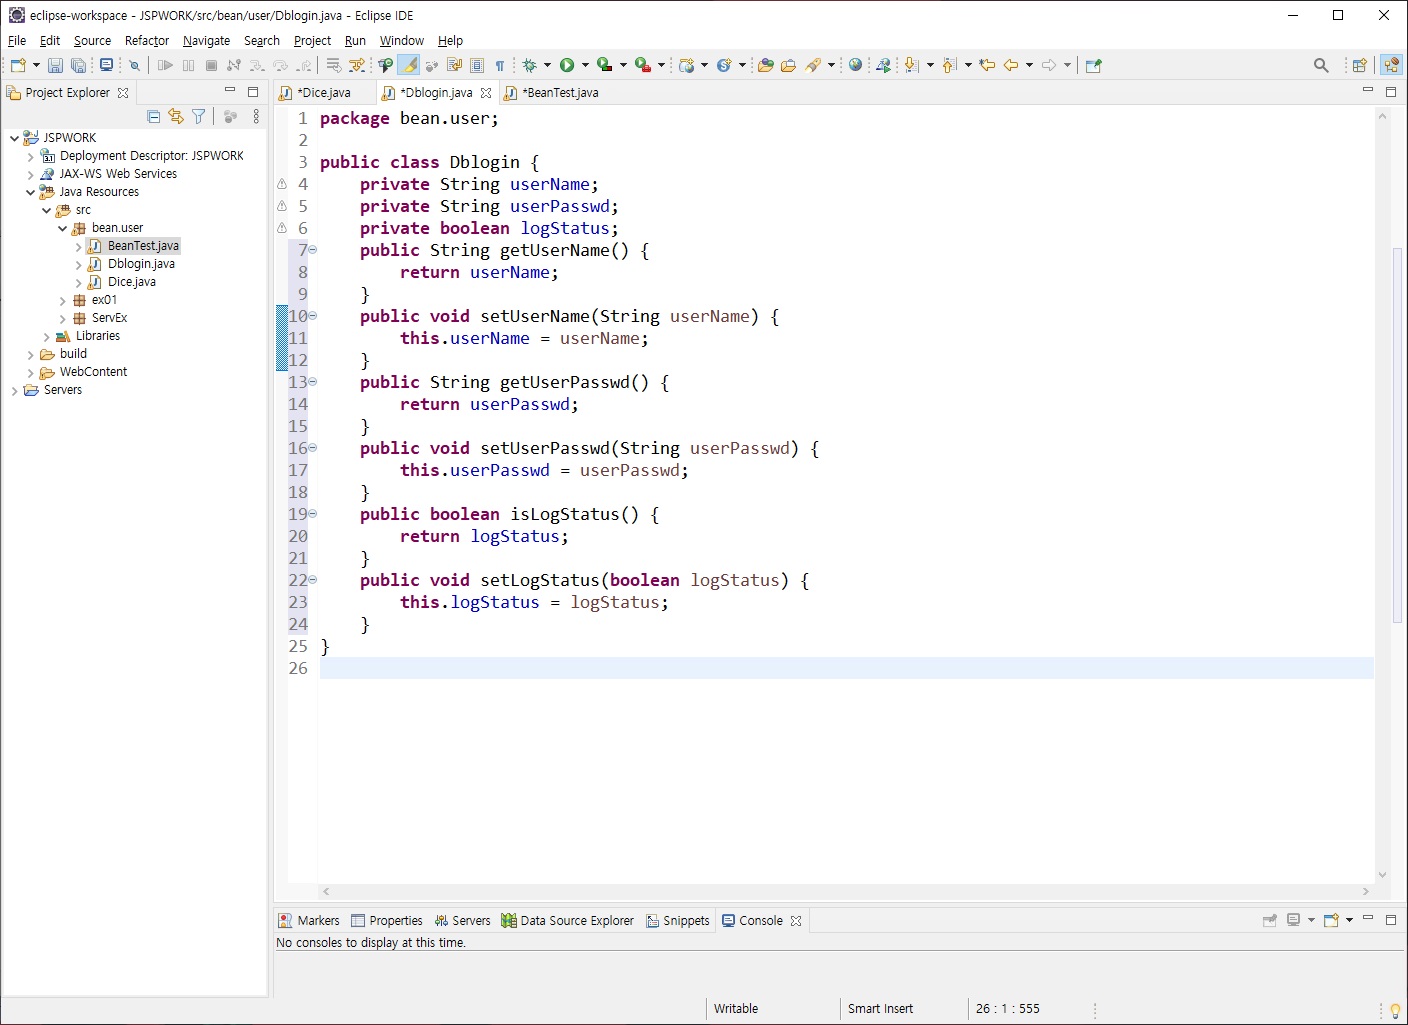 eclipse-workspace - JSPWORK/src/bean/user/Dblogin.java - Eclipse IDE
File Edit Source Refactor Navigate Search Project Run Window Help
Project Explorer
*Dice.java *Dblogin.java *BeanTest.java
JSPWORK
Deployment Descriptor: JSPWORK
JAX-WS Web Services
Java Resources
src
bean.user
BeanTest.java
Dblogin.java
Dice.java
ex01
ServEx
Libraries
build
WebContent
Servers
1 package bean.user;
2
3 public class Dblogin {
4 private String userName;
5 private String userPasswd;
6 private boolean logStatus;
7 public String getUserName() {
8 return userName;
9 }
10 public void setUserName(String userName) {
11 this.userName = userName;
12 }
13 public String getUserPasswd() {
14 return userPasswd;
15 }
16 public void setUserPasswd(String userPasswd) {
17 this.userPasswd = userPasswd;
18 }
19 public boolean isLogStatus() {
20 return logStatus;
21 }
22 public void setLogStatus(boolean logStatus) {
23 this.logStatus = logStatus;
24 }
25 }
26
Markers Properties Servers Data Source Explorer Snippets Console
No consoles to display at this time.
Writable Smart Insert 26 : 1 : 555